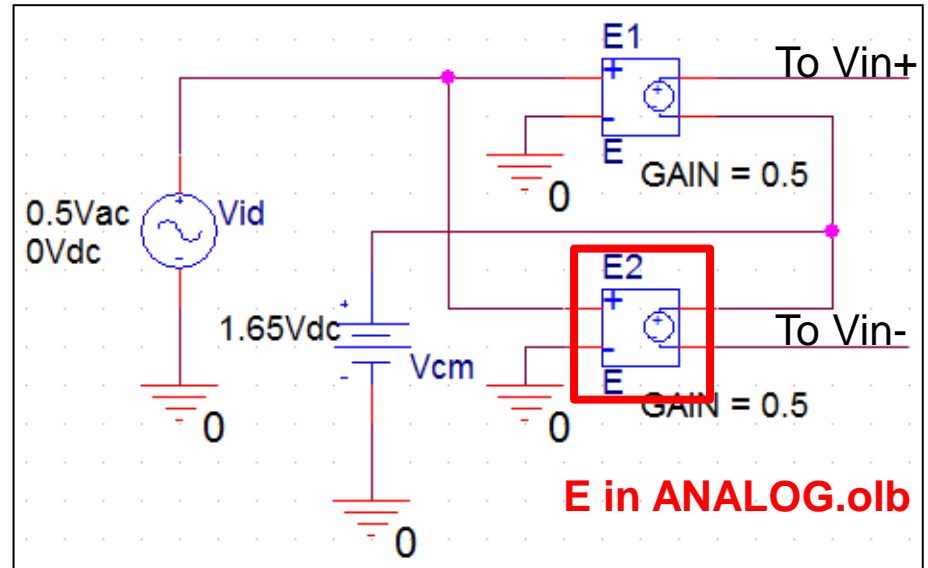 E1
To Vin+
E
GAIN = 0.5
0
0.5Vac
0Vdc
Vid
E2
1.65Vdc
To Vin-
Vcm
E
GAIN = 0.5
0
0
E in ANALOG.olb
0